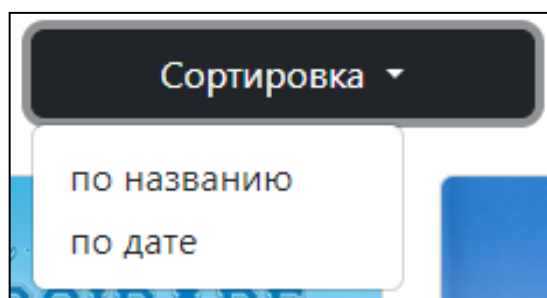 Сортировка
по названию
по дате